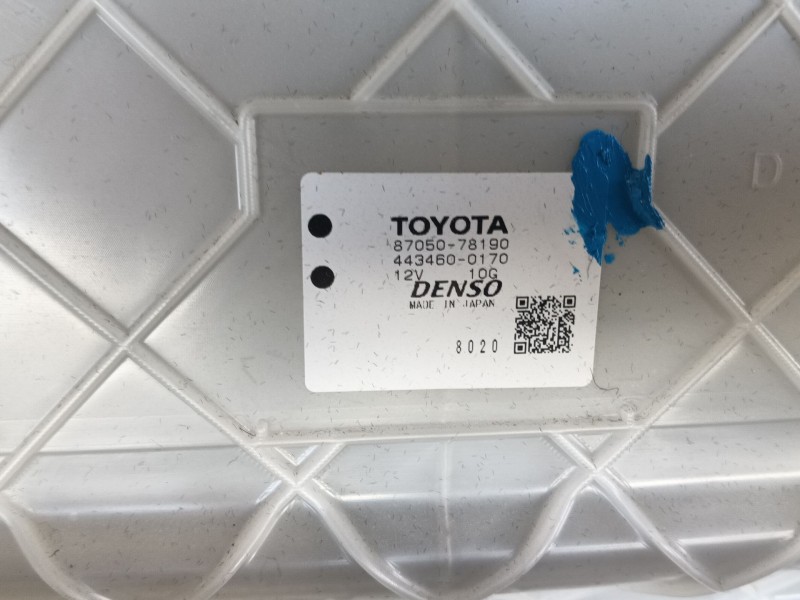 TOYOTA
87050-78190
443460-0170
12V 10G
DENSO
MADE IN JAPAN
8020
D